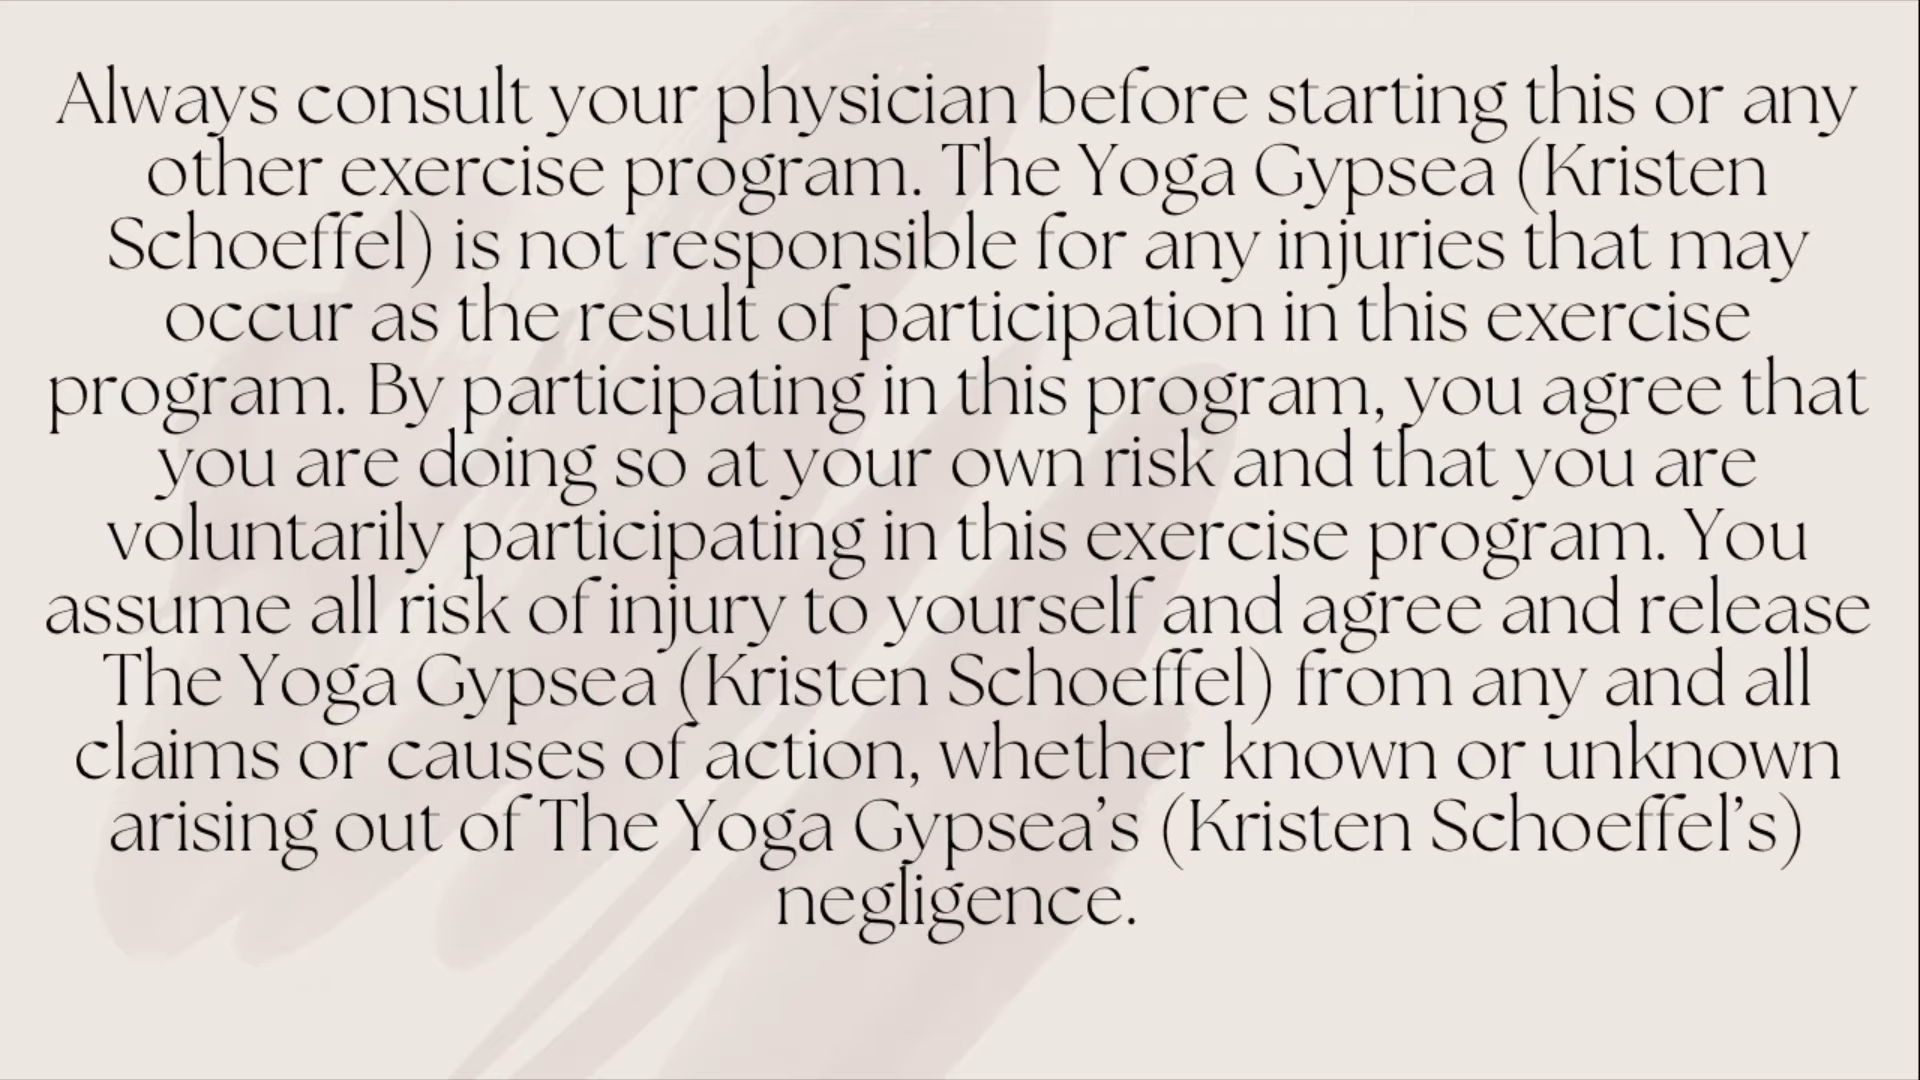 Always consult your physician before starting this or any
other exercise program. The Yoga Gypsea (Kristen
Schoeffel) is not responsible for any injuries that may
occur as the result of participation in this exercise
program. By participating in this program, you agree that
you are doing so at your own risk and that you are
voluntarily participating in this exercise program. You
assume all risk of injury to yourself and agree and release
The Yoga Gypsea (Kristen Schoeffel) from any and all
claims or causes of action, whether known or unknown
arising out of The Yoga Gypsea’s (Kristen Schoeffel’s)
negligence.